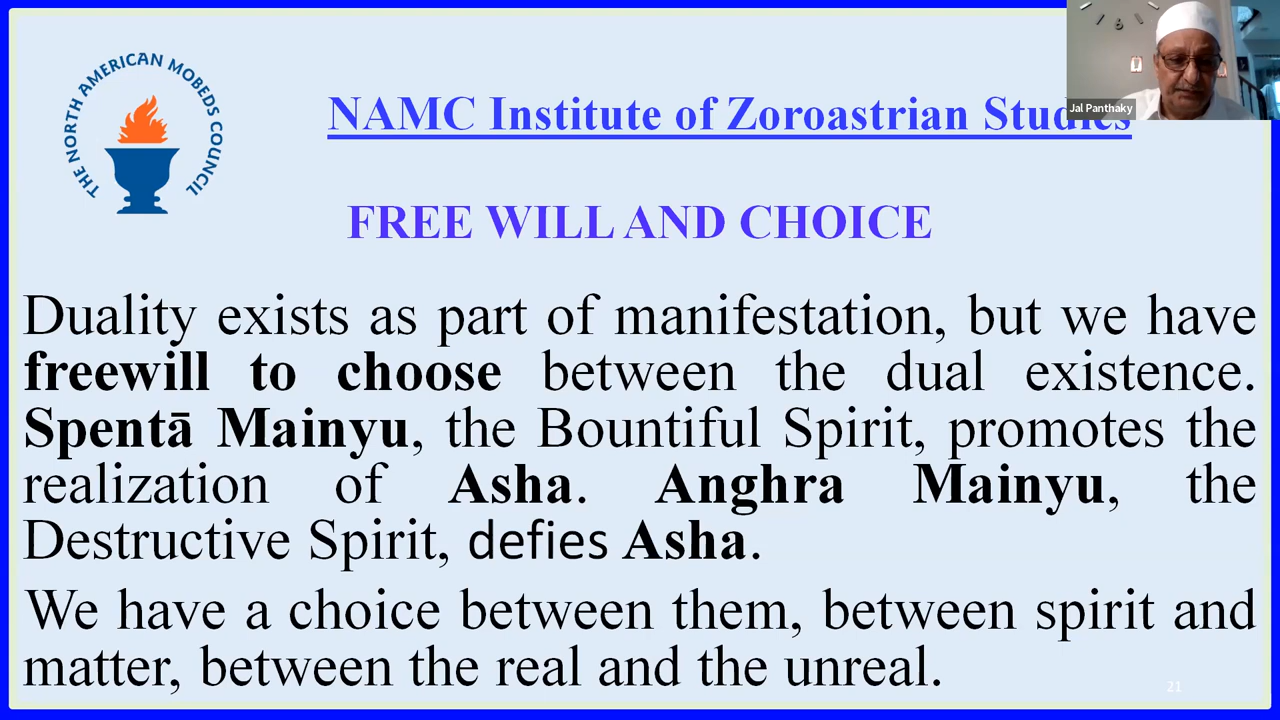 THE NORTH AMERICAN MOBEDS COUNCIL
Jal Panthaky
NAMC Institute of Zoroastrian Studies
FREE WILL AND CHOICE
Duality exists as part of manifestation, but we have
freewill to choose between the dual existence.
Spentā Mainyu, the Bountiful Spirit, promotes the
realization of Asha. Anghra Mainyu, the
Destructive Spirit, defies Asha.
We have a choice between them, between spirit and
matter, between the real and the unreal.
21